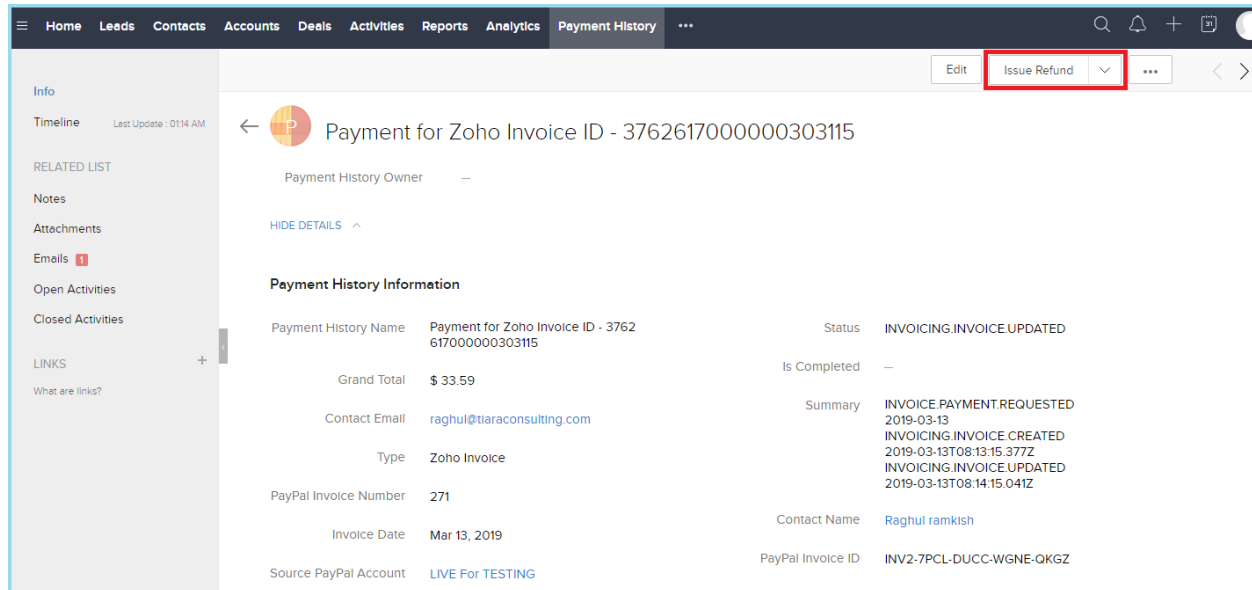 Home Leads Contacts Accounts Deals Activities Reports Analytics Payment History •••
31
Edit Issue Refund •••
Info
Timeline Last Update : 01:14 AM
RELATED LIST
Notes
Attachments
Emails 1
Open Activities
Closed Activities
LINKS +
What are links?
P
Payment for Zoho Invoice ID - 3762617000000303115
Payment History Owner —
HIDE DETAILS
Payment History Information
Payment History Name Payment for Zoho Invoice ID - 3762
617000000303115
Grand Total $ 33.59
Contact Email raghul@tiaraconsulting.com
Type Zoho Invoice
PayPal Invoice Number 271
Invoice Date Mar 13, 2019
Source PayPal Account LIVE For TESTING
Status INVOICING.INVOICE.UPDATED
Is Completed —
Summary INVOICE.PAYMENT.REQUESTED
2019-03-13
INVOICING.INVOICE.CREATED
2019-03-13T08:13:15.377Z
INVOICING.INVOICE.UPDATED
2019-03-13T08:14:15.041Z
Contact Name Raghul ramkish
PayPal Invoice ID INV2-7PCL-DUCC-WGNE-QKGZ